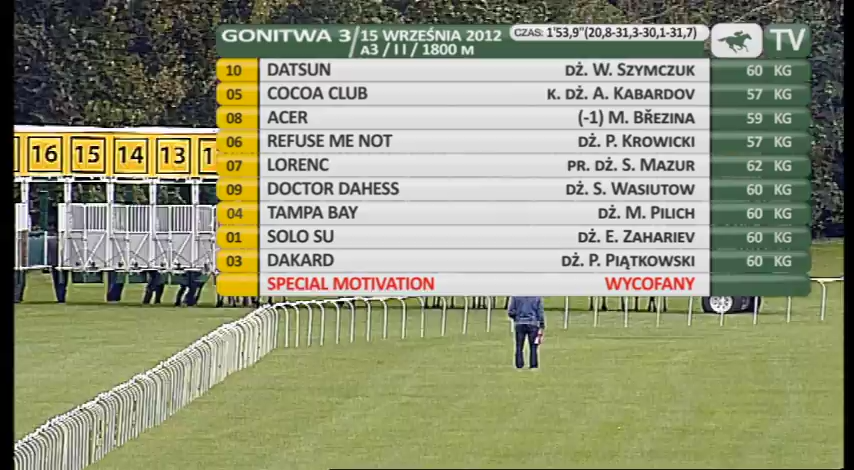 GONITWA 3/15 WRZEŚNIA 2012 CZAS: 1'53,9"(20,8-31,3-30,1-31,7) TV
/A3/II/1800 M
10 DATSUN DŻ. W. SZYMCZUK 60 KG
05 COCOA CLUB K. DŻ. A. KABARDOV 57 KG
08 ACER (-1) M. BŘEZINA 59 KG
06 REFUSE ME NOT DŻ. P. KROWICKI 57 KG
07 LORENC PR. DŻ. S. MAZUR 62 KG
09 DOCTOR DAHESS DŻ. S. WASIUTOW 60 KG
04 TAMPA BAY DŻ. M. PILICH 60 KG
01 SOLO SU DŻ. E. ZAHARIEV 60 KG
03 DAKARD DŻ. P. PIĄTKOWSKI 60 KG
SPECIAL MOTIVATION WYCOFANY
16 15 14 13 1